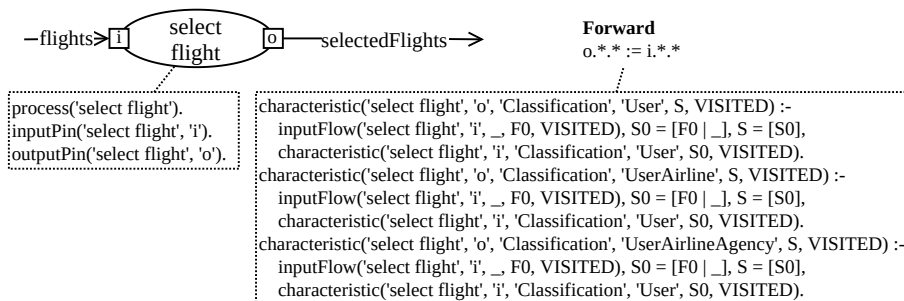 flights
i
select
flight
o
selectedFlights
Forward
o.*.* := i.*.*
process('select flight').
inputPin('select flight', 'i').
outputPin('select flight', 'o').
characteristic('select flight', 'o', 'Classification', 'User', S, VISITED) :-
inputFlow('select flight', 'i', _, F0, VISITED), S0 = [F0 | _], S = [S0],
characteristic('select flight', 'i', 'Classification', 'User', S0, VISITED).
characteristic('select flight', 'o', 'Classification', 'UserAirline', S, VISITED) :-
inputFlow('select flight', 'i', _, F0, VISITED), S0 = [F0 | _], S = [S0],
characteristic('select flight', 'i', 'Classification', 'User', S0, VISITED).
characteristic('select flight', 'o', 'Classification', 'UserAirlineAgency', S, VISITED) :-
inputFlow('select flight', 'i', _, F0, VISITED), S0 = [F0 | _], S = [S0],
characteristic('select flight', 'i', 'Classification', 'User', S0, VISITED).